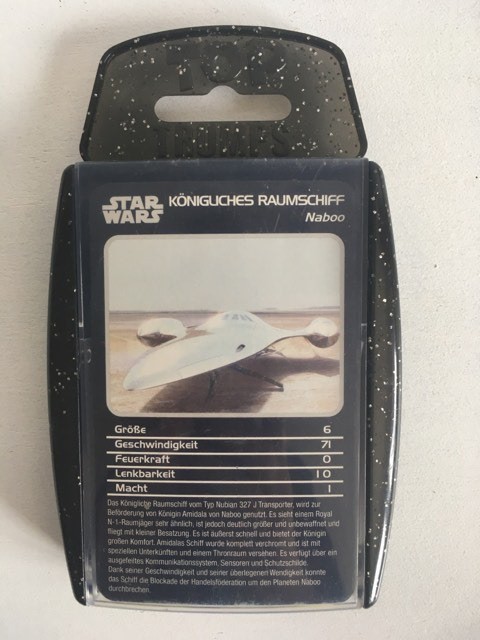 TOP
TRUMPS
STAR
WARS
KÖNIGLICHES RAUMSCHIFF
Naboo
Größe 6
Geschwindigkeit 71
Feuerkraft 0
Lenkbarkeit 10
Macht 1
Das Königliche Raumschiff vom Typ Nubian 327 J Transporter, wird zur
Beförderung von Königin Amidala von Naboo genutzt. Es sieht einem Royal
N-1-Raumjäger sehr ähnlich; ist jedoch deutlich größer und unbewaffnet und
fliegt mit kleiner Besatzung. Es ist äußerst schnell und bietet der Königin
großen Komfort. Amidalas Schiff wurde komplett verchromt und ist mit
speziellen Unterkünften und einem Thronraum versehen. Es verfügt über ein
ausgefeiltes Kommunikationssystem, Sensoren und Schutzschilde.
Dank seiner Geschwindigkeit und seiner überlegenen Wendigkeit konnte
das Schiff die Blockade der Handelsföderation um den Planeten Naboo
durchbrechen.